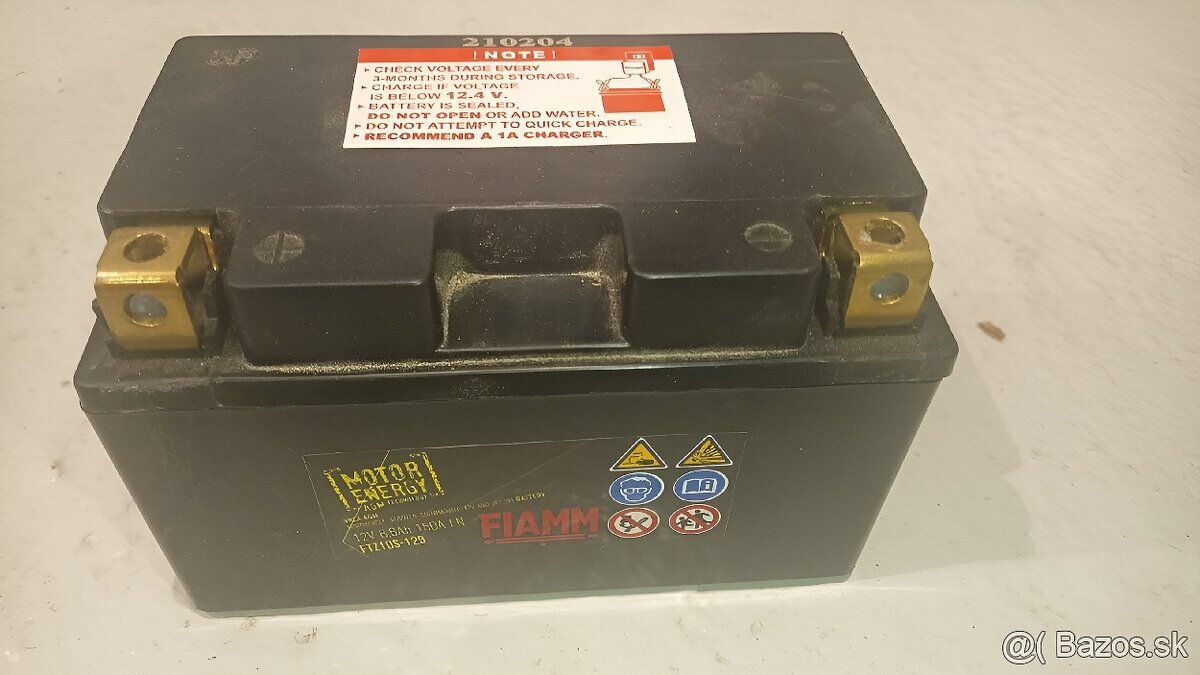 210204
NOTE!
CHECK VOLTAGE EVERY
3-MONTHS DURING STORAGE.
CHARGE IF VOLTAGE
IS BELOW 12.4 V.
BATTERY IS SEALED,
DO NOT OPEN OR ADD WATER.
DO NOT ATTEMPT TO QUICK CHARGE.
RECOMMEND A 1A CHARGER.
MOTOR
ENERGY
AGM TECHNOLOGY
BATTERY
12V 8.6Ah 150A EN
FTZ10S-12B
FIAMM
@( Bazos.sk